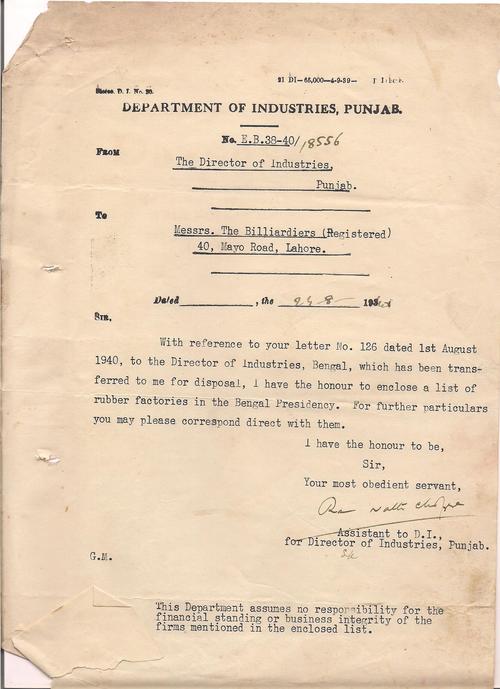 21 DI—66,000—4-9-39—
Stores. D. I. No. 20.
DEPARTMENT OF INDUSTRIES, PUNJAB.
No. E.B.38-40/18556
FROM
The Director of Industries,
Punjab.
To
Messrs. The Billiardiers (Registered)
40, Mayo Road, Lahore.
Dated , the 193
SIR,
With reference to your letter No. 126 dated 1st August
1940, to the Director of Industries, Bengal, which has been trans-
ferred to me for disposal, I have the honour to enclose a list of
rubber factories in the Bengal Presidency. For further particulars
you may please correspond direct with them.
I have the honour to be,
Sir,
Your most obedient servant,
Assistant to D.I.,
for Director of Industries, Punjab.
G.M.
This Department assumes no responsibility for the
financial standing or business integrity of the
firms mentioned in the enclosed list.